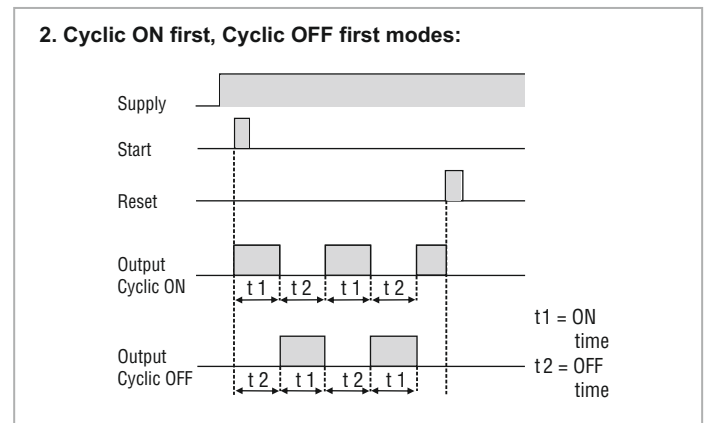 2. Cyclic ON first, Cyclic OFF first modes:
Supply
Start
Reset
Output
Cyclic ON
t 1 t 2 t 1 t 2
t1 = ON
time
t2 = OFF
time
Output
Cyclic OFF
t 2 t 1 t 2 t 1